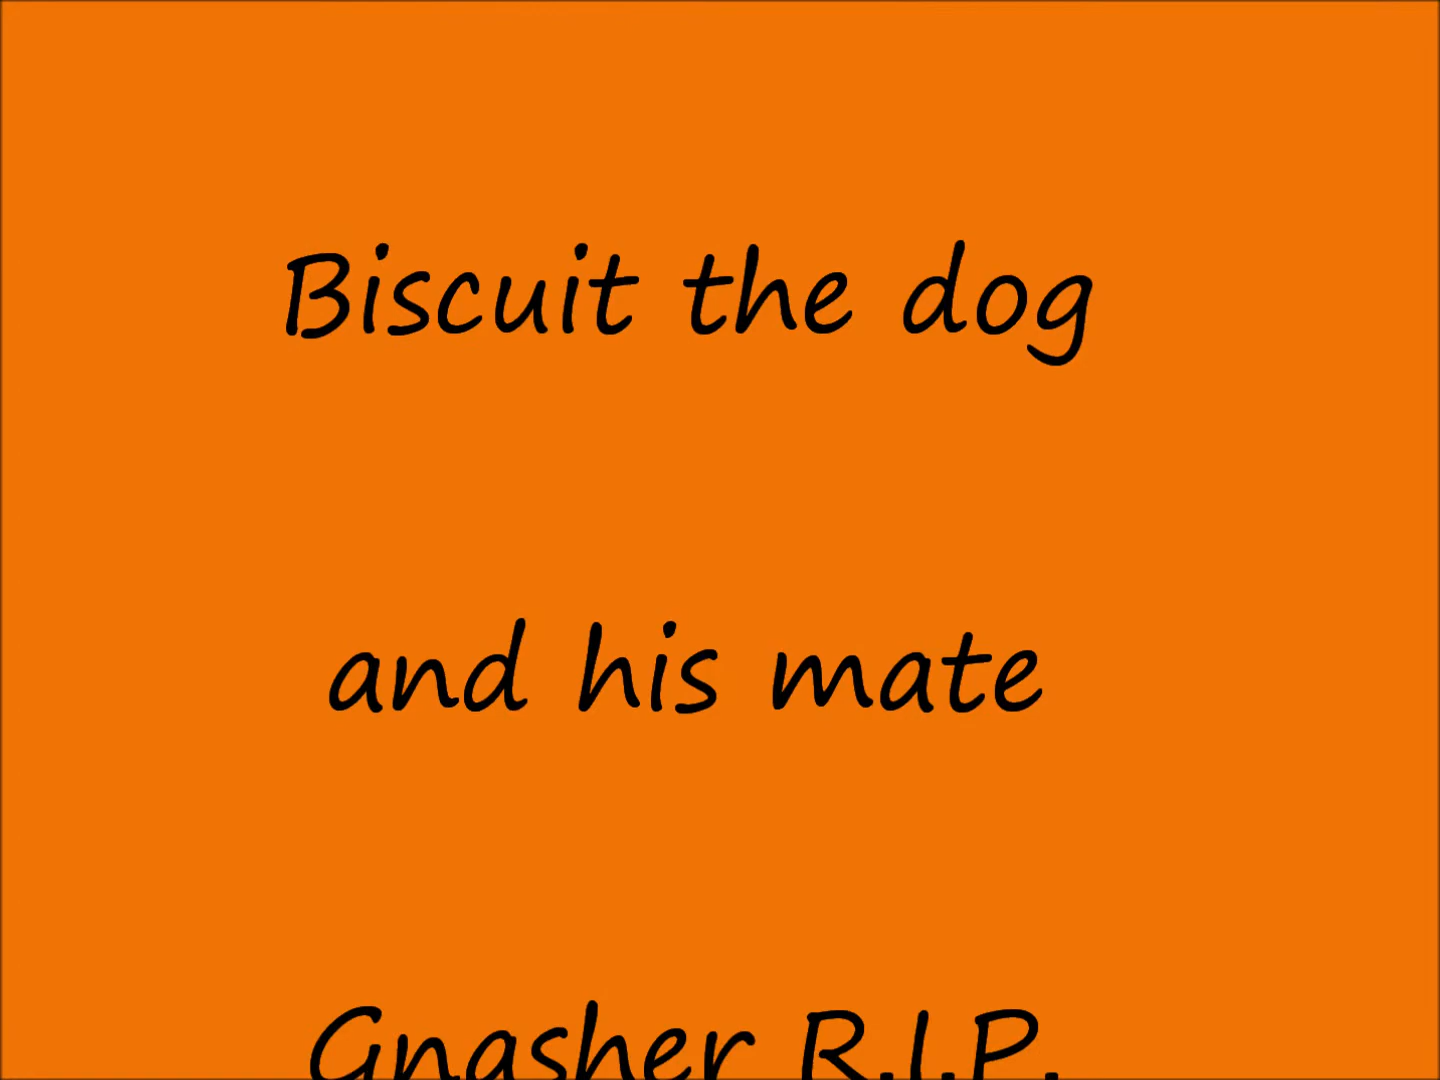 Biscuit the dog
and his mate
Gnasher R.I.P.